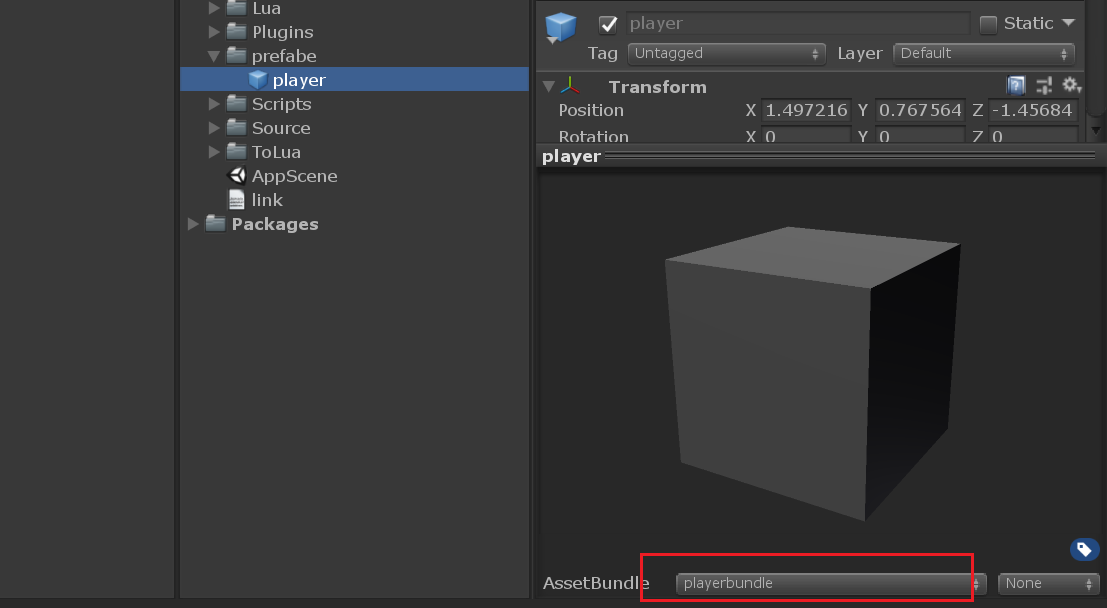 Lua
Plugins
prefabe
player
Scripts
Source
ToLua
AppScene
link
Packages
player
Static
Tag Untagged Layer Default
Transform
Position X 1.497216 Y 0.767564 Z -1.45684
Rotation X 0 Y 0 Z 0
player
AssetBundle playerbundle None